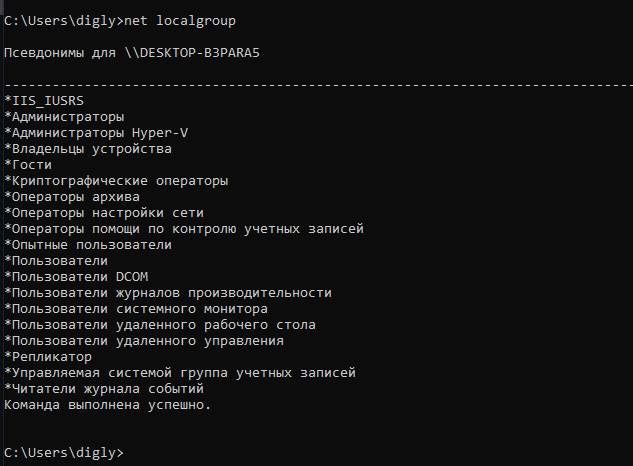 C:\Users\digly>net localgroup
Псевдонимы для \\DESKTOP-B3PARA5
-------------------------------------------------------------------------------
*IIS_IUSRS
*Администраторы
*Администраторы Hyper-V
*Владельцы устройства
*Гости
*Криптографические операторы
*Операторы архива
*Операторы настройки сети
*Операторы помощи по контролю учетных записей
*Опытные пользователи
*Пользователи
*Пользователи DCOM
*Пользователи журналов производительности
*Пользователи системного монитора
*Пользователи удаленного рабочего стола
*Пользователи удаленного управления
*Репликатор
*Управляемая системой группа учетных записей
*Читатели журнала событий
Команда выполнена успешно.
C:\Users\digly>